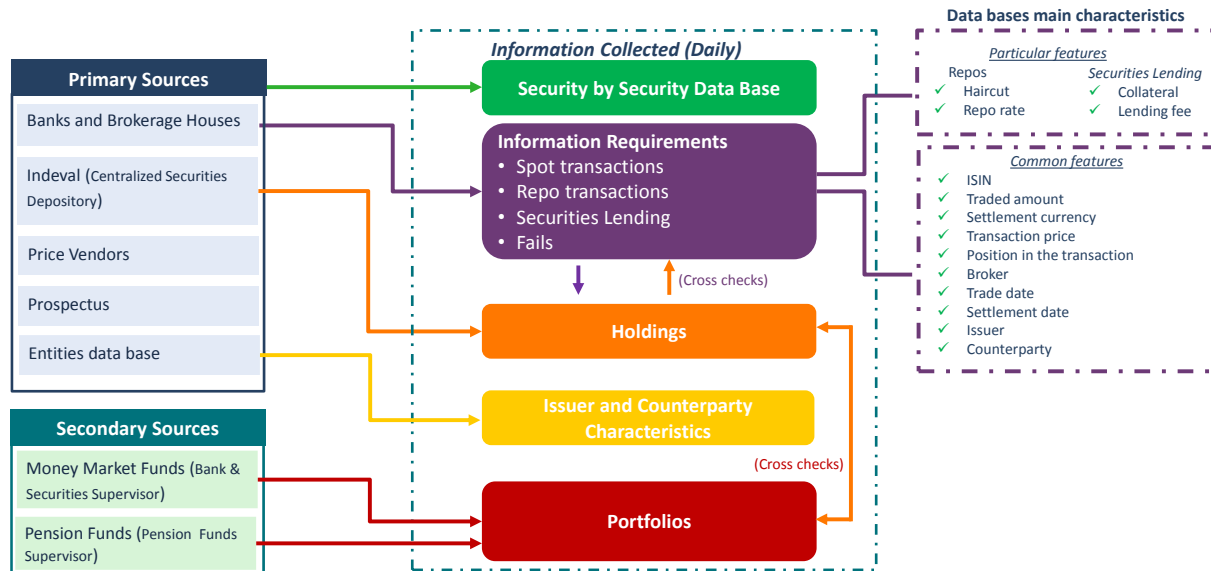 Primary Sources
Banks and Brokerage Houses
Indeval (Centralized Securities
Depository)
Price Vendors
Prospectus
Entities data base
Secondary Sources
Money Market Funds (Bank &
Securities Supervisor)
Pension Funds (Pension Funds
Supervisor)
Information Collected (Daily)
Security by Security Data Base
Information Requirements
• Spot transactions
• Repo transactions
• Securities Lending
• Fails
(Cross checks)
Holdings
Issuer and Counterparty
Characteristics
(Cross checks)
Portfolios
Data bases main characteristics
Particular features
Repos
✓ Haircut
✓ Repo rate
Securities Lending
✓ Collateral
✓ Lending fee
Common features
✓ ISIN
✓ Traded amount
✓ Settlement currency
✓ Transaction price
✓ Position in the transaction
✓ Broker
✓ Trade date
✓ Settlement date
✓ Issuer
✓ Counterparty